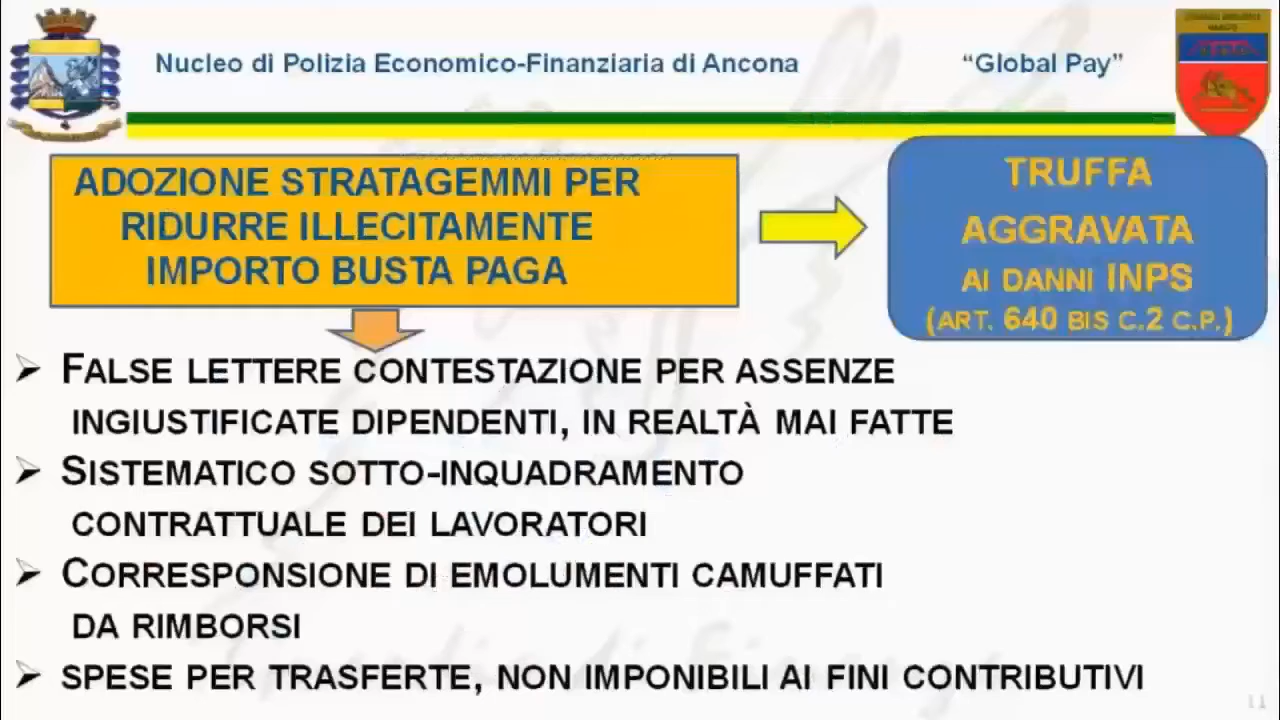 Nucleo di Polizia Economico-Finanziaria di Ancona
"Global Pay"
ADOZIONE STRATAGEMMI PER
RIDURRE ILLECITAMENTE
IMPORTO BUSTA PAGA
TRUFFA
AGGRAVATA
AI DANNI INPS
(ART. 640 BIS C.2 C.P.)
FALSE LETTERE CONTESTAZIONE PER ASSENZE
INGIUSTIFICATE DIPENDENTI, IN REALTÀ MAI FATTE
SISTEMATICO SOTTO-INQUADRAMENTO
CONTRATTUALE DEI LAVORATORI
CORRESPONSIONE DI EMOLUMENTI CAMUFFATI
DA RIMBORSI
SPESE PER TRASFERTE, NON IMPONIBILI AI FINI CONTRIBUTIVI
11